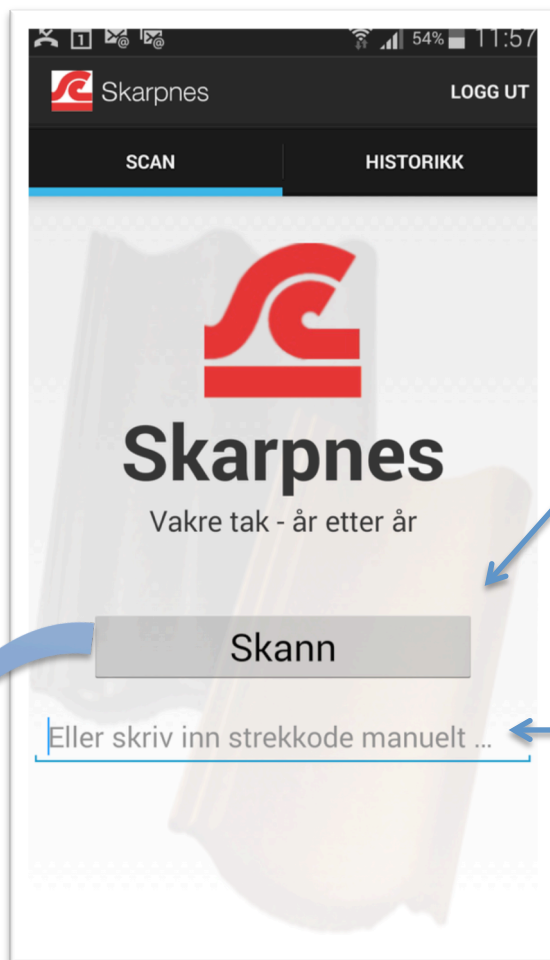 1 54% 11:57
Skarpnes LOGG UT
SCAN HISTORIKK
Skarpnes
Vakre tak - år etter år
Skann
Eller skriv inn strekkode manuelt ...